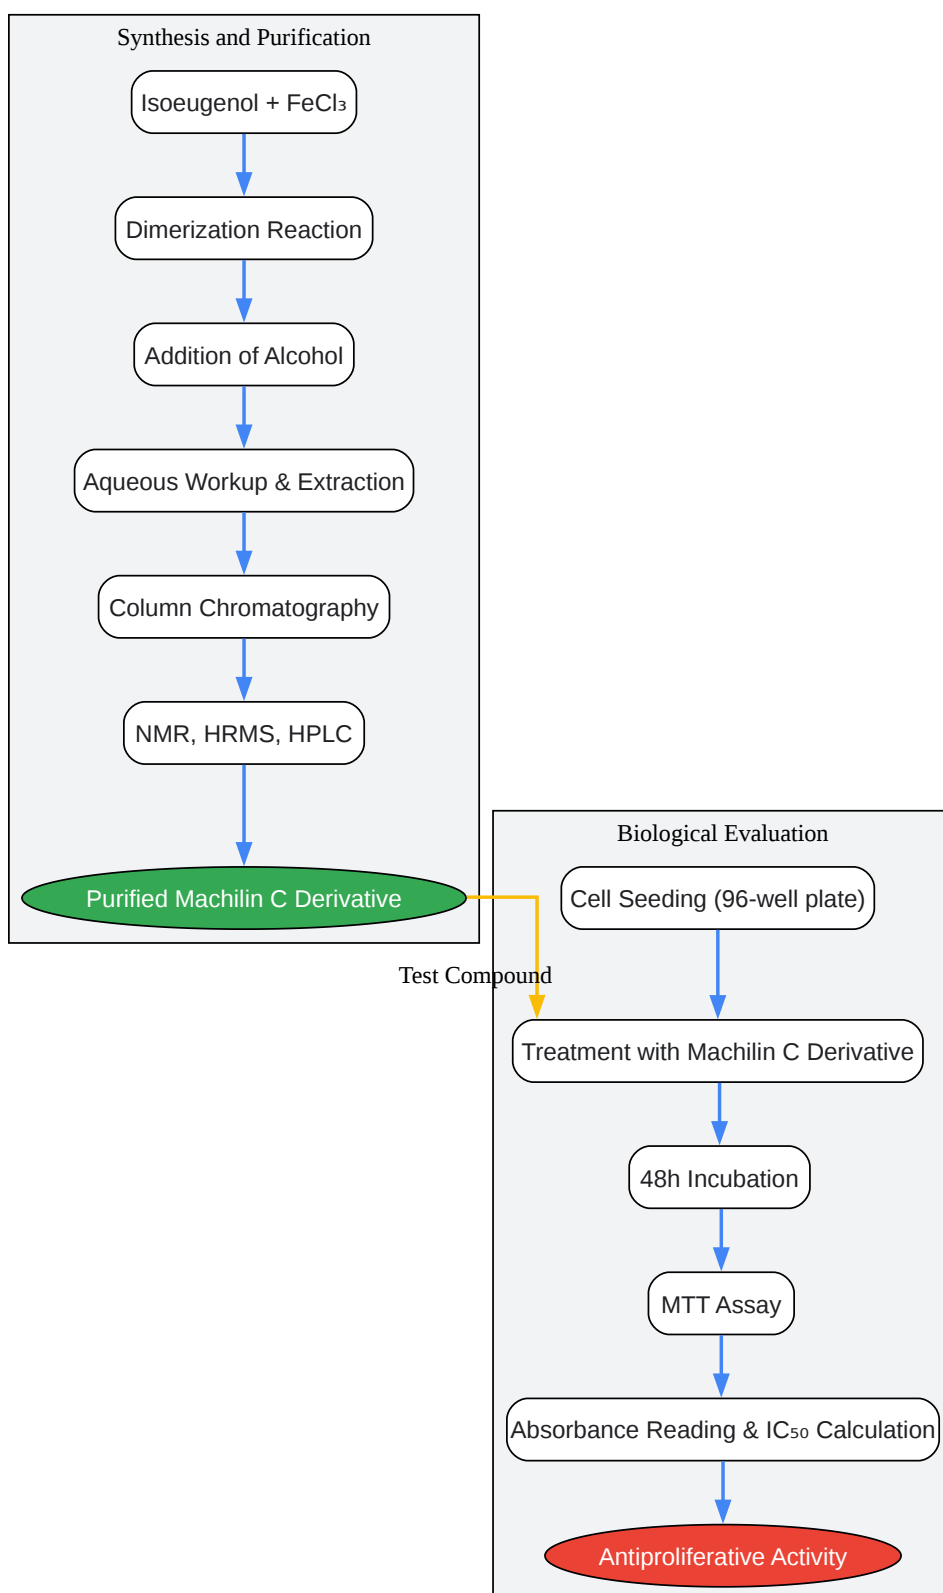 Synthesis and Purification
Isoeugenol + FeCl₃
Dimerization Reaction
Addition of Alcohol
Aqueous Workup & Extraction
Column Chromatography
NMR, HRMS, HPLC
Purified Machilin C Derivative
Test Compound
Biological Evaluation
Cell Seeding (96-well plate)
Treatment with Machilin C Derivative
48h Incubation
MTT Assay
Absorbance Reading & IC₅₀ Calculation
Antiproliferative Activity